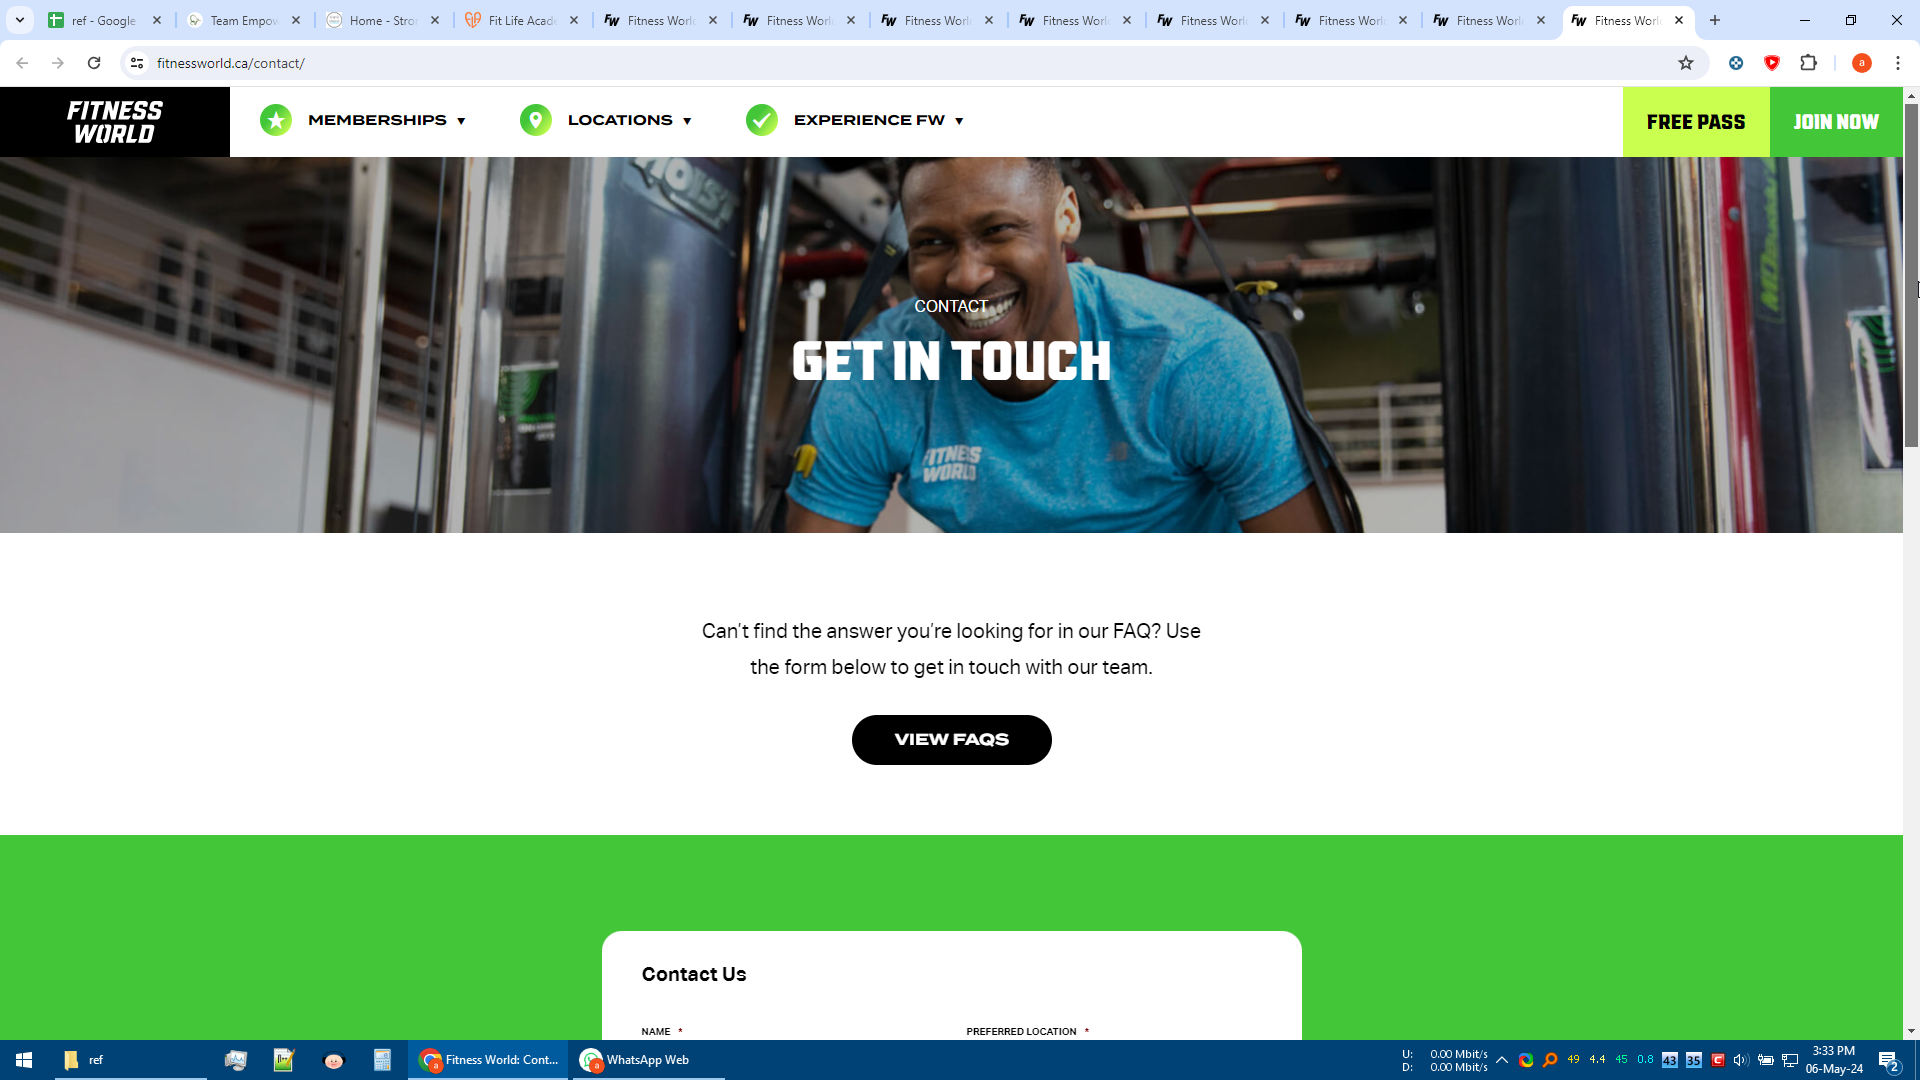 ref - Google
Team Empow
Home - Stro
Fit Life Acade
Fitness Worl
Fitness Worl
Fitness Worl
Fitness Worl
Fitness Worl
Fitness Worl
Fitness Worl
Fitness Worl
fitnessworld.ca/contact/
a
FITNESS
WORLD
MEMBERSHIPS
LOCATIONS
EXPERIENCE FW
FREE PASS
JOIN NOW
CONTACT
GET IN TOUCH
FITNESS
WORLD
Can't find the answer you're looking for in our FAQ? Use
the form below to get in touch with our team.
VIEW FAQS
Contact Us
NAME *
PREFERRED LOCATION *
ref
Fitness World: Cont...
WhatsApp Web
U: 0.00 Mbit/s
D: 0.00 Mbit/s
49 4.4 45 0.8 43 35
3:33 PM
06-May-24
2